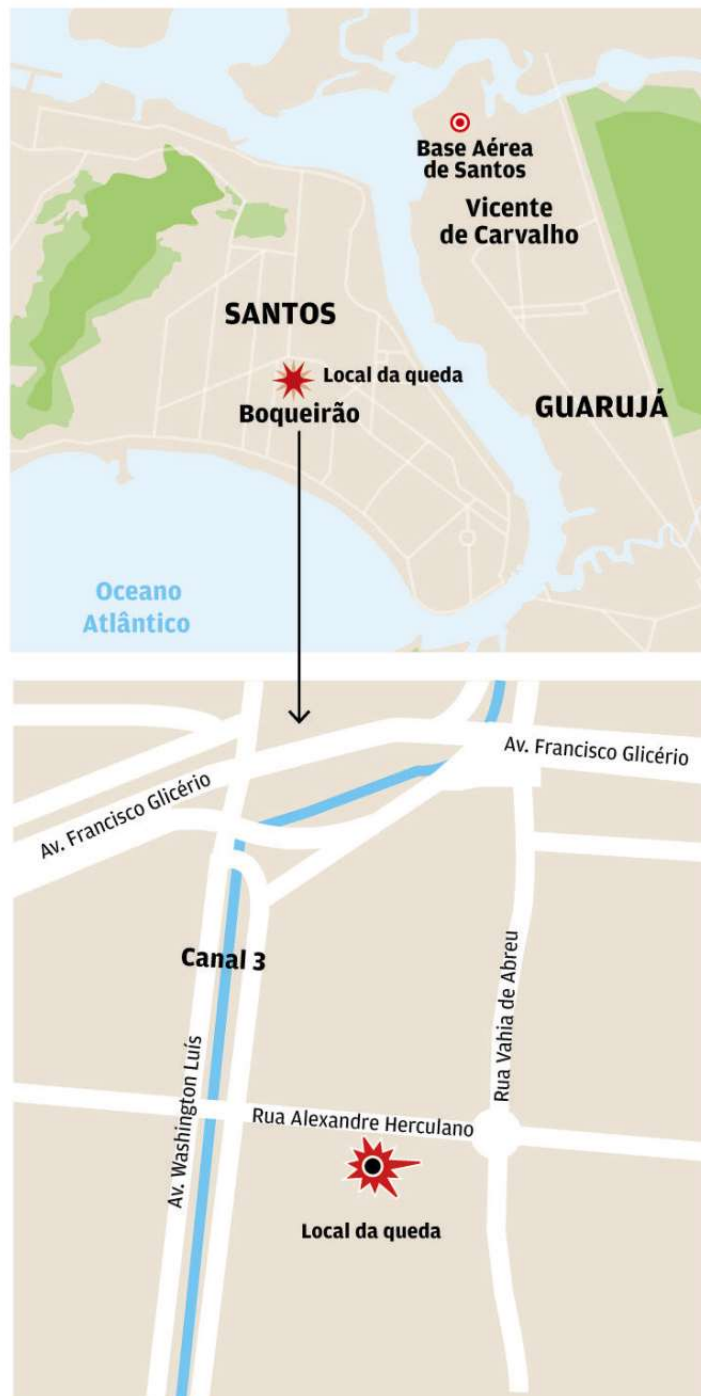 Base Aérea
de Santos
Vicente
de Carvalho
SANTOS
Local da queda
Boqueirão
GUARUJÁ
Oceano
Atlântico
Av. Francisco Glicério
Av. Francisco Glicério
Canal 3
Rua Vahia de Abreu
Av. Washington Luís
Rua Alexandre Herculano
Local da queda